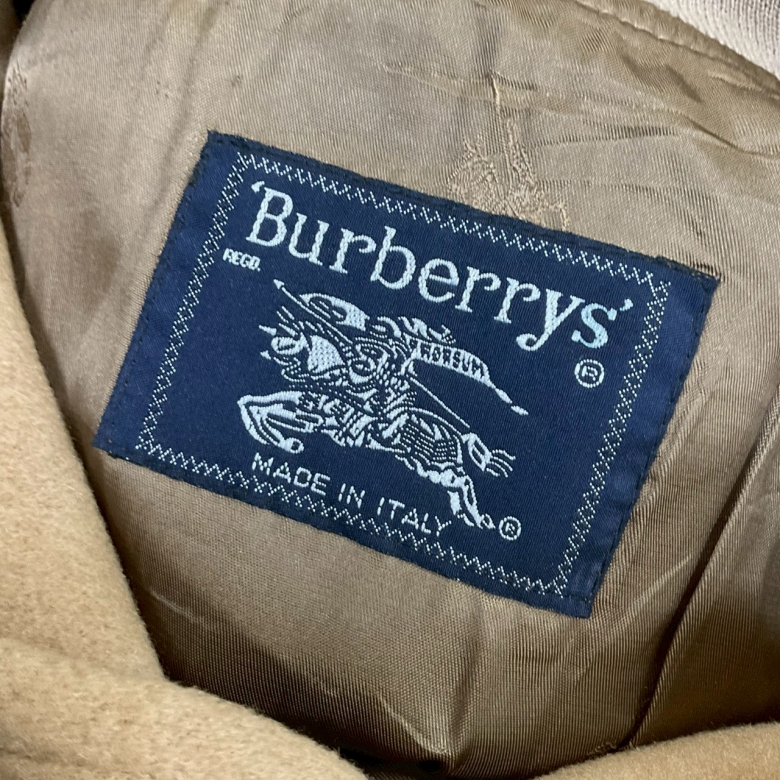 'Burberrys'
REGD.
®
PRORSUM
MADE IN ITALY
®